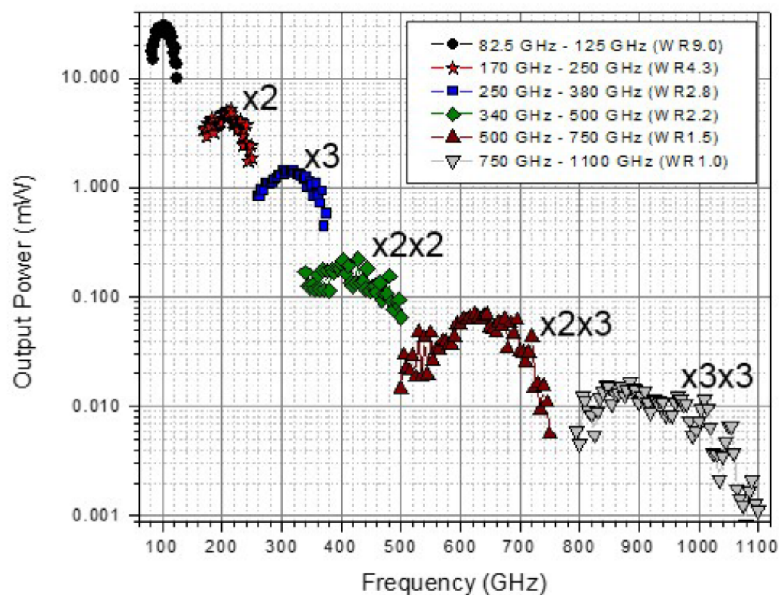 82.5 GHz - 125 GHz (WR9.0)
170 GHz - 250 GHz (WR4.3)
250 GHz - 380 GHz (WR2.8)
340 GHz - 500 GHz (WR2.2)
500 GHz - 750 GHz (WR1.5)
750 GHz - 1100 GHz (WR1.0)
x2
x3
x2x2
x2x3
x3x3
10.000
1.000
0.100
0.010
0.001
Output Power (mW)
100 200 300 400 500 600 700 800 900 1000 1100
Frequency (GHz)